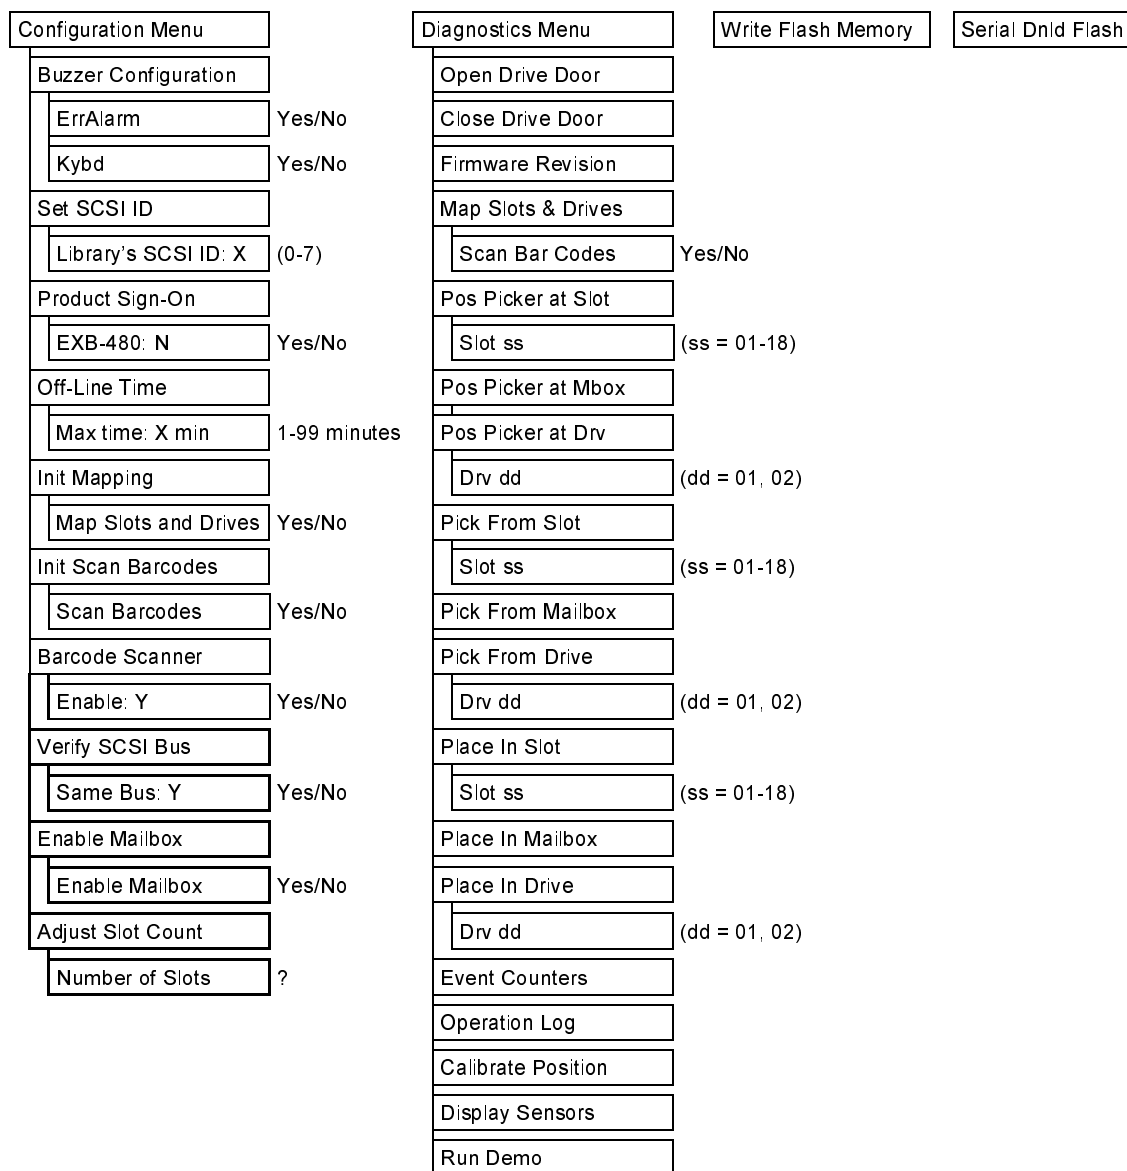 Configuration Menu
Buzzer Configuration
ErrAlarm Yes/No
Kybd Yes/No
Set SCSI ID
Library's SCSI ID: X (0-7)
Product Sign-On
EXB-480: N Yes/No
Off-Line Time
Max time: X min 1-99 minutes
Init Mapping
Map Slots and Drives Yes/No
Init Scan Barcodes
Scan Barcodes Yes/No
Barcode Scanner
Enable: Y Yes/No
Verify SCSI Bus
Same Bus: Y Yes/No
Enable Mailbox
Enable Mailbox Yes/No
Adjust Slot Count
Number of Slots ?
Diagnostics Menu
Open Drive Door
Close Drive Door
Firmware Revision
Map Slots & Drives
Scan Bar Codes Yes/No
Pos Picker at Slot
Slot ss (ss = 01-18)
Pos Picker at Mbox
Pos Picker at Drv
Drv dd (dd = 01, 02)
Pick From Slot
Slot ss (ss = 01-18)
Pick From Mailbox
Pick From Drive
Drv dd (dd = 01, 02)
Place In Slot
Slot ss (ss = 01-18)
Place In Mailbox
Place In Drive
Drv dd (dd = 01, 02)
Event Counters
Operation Log
Calibrate Position
Display Sensors
Run Demo
Write Flash Memory
Serial Dnld Flash